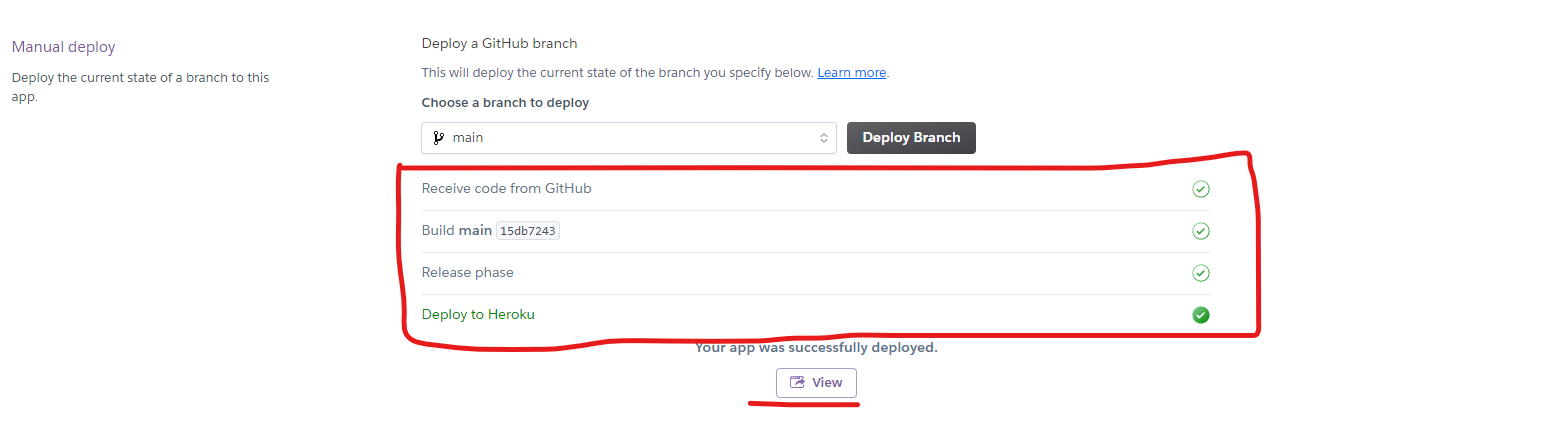 Manual deploy
Deploy the current state of a branch to this
app.
Deploy a GitHub branch
This will deploy the current state of the branch you specify below. Learn more.
Choose a branch to deploy
main
Deploy Branch
Receive code from GitHub
Build main 15db7243
Release phase
Deploy to Heroku
Your app was successfully deployed.
View